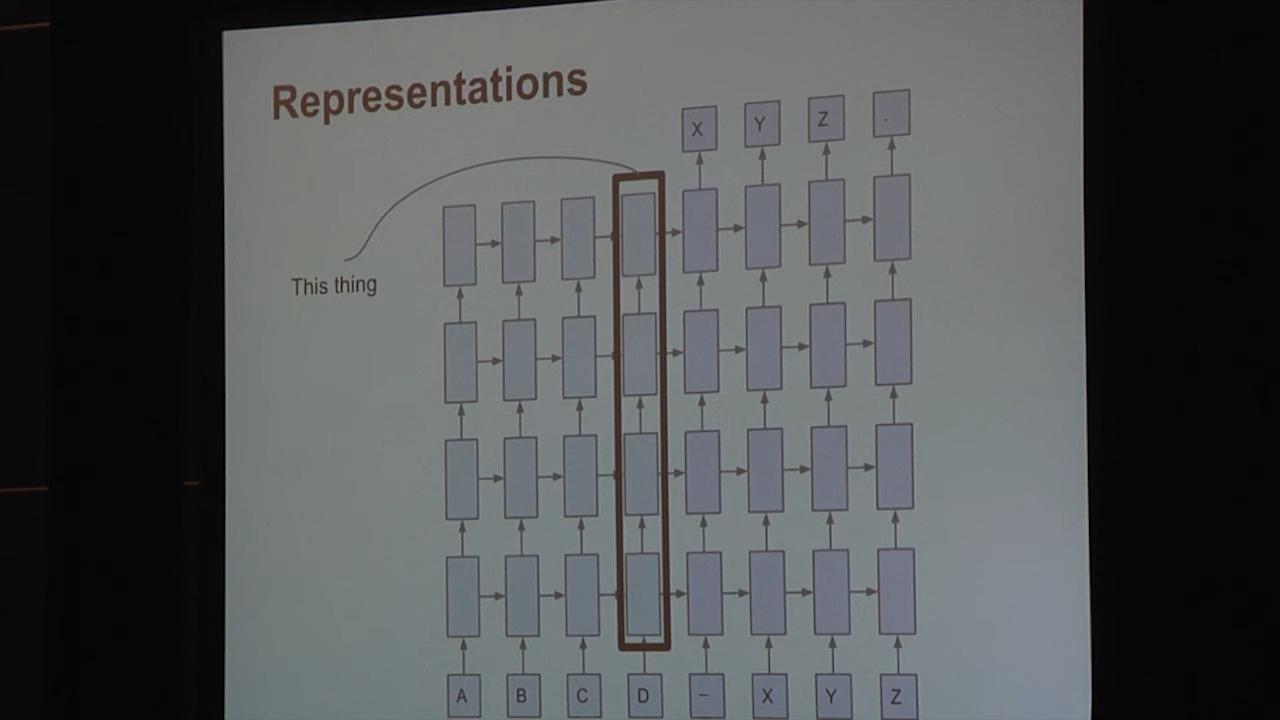 Representations
X Y Z .
This thing
A B C D – X Y Z